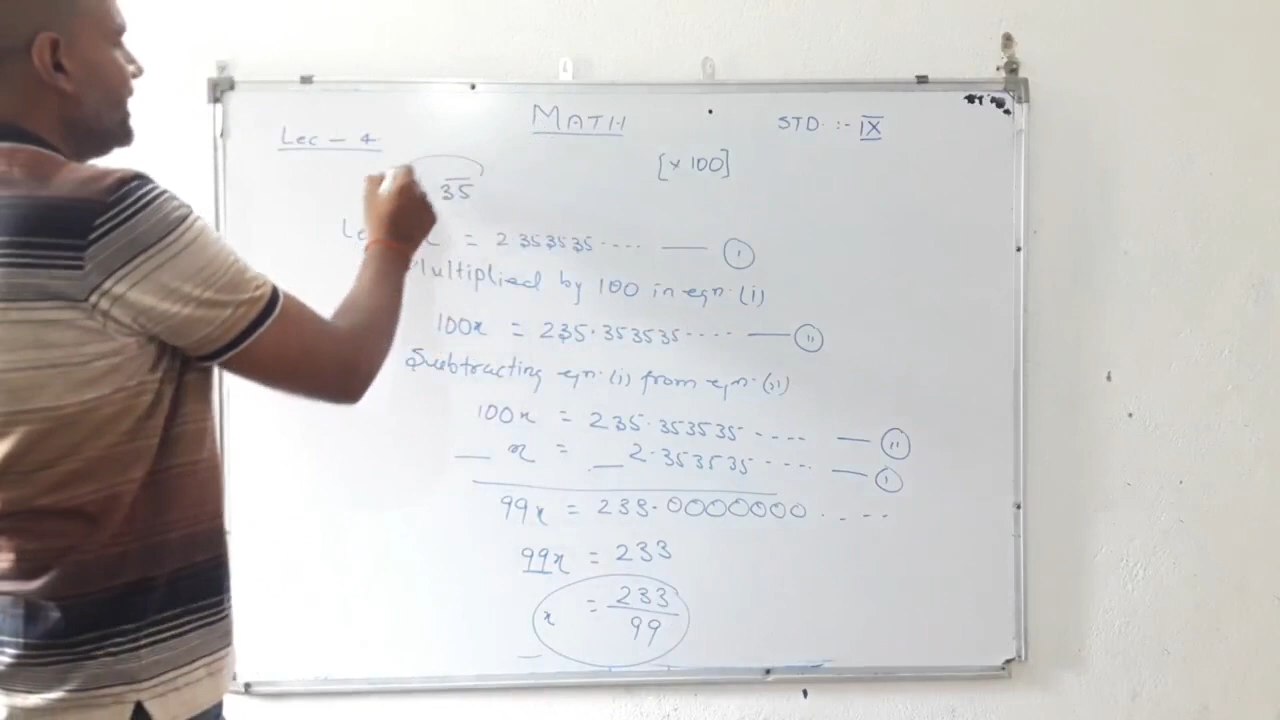 MATH
STD. :- IX
Lec - 4
[× 100]
35
x = 2 353535.... —— (i)
Multiplied by 100 in eqn. (i)
100x = 235.353535---- —— (ii)
Subtracting eqn. (i) from eqn. (ii)
100x = 235.353535---- —— (ii)
— x = — 2.353535---- —— (i)
99x = 233.0000000 . - - -
99x = 233
x = 233
99